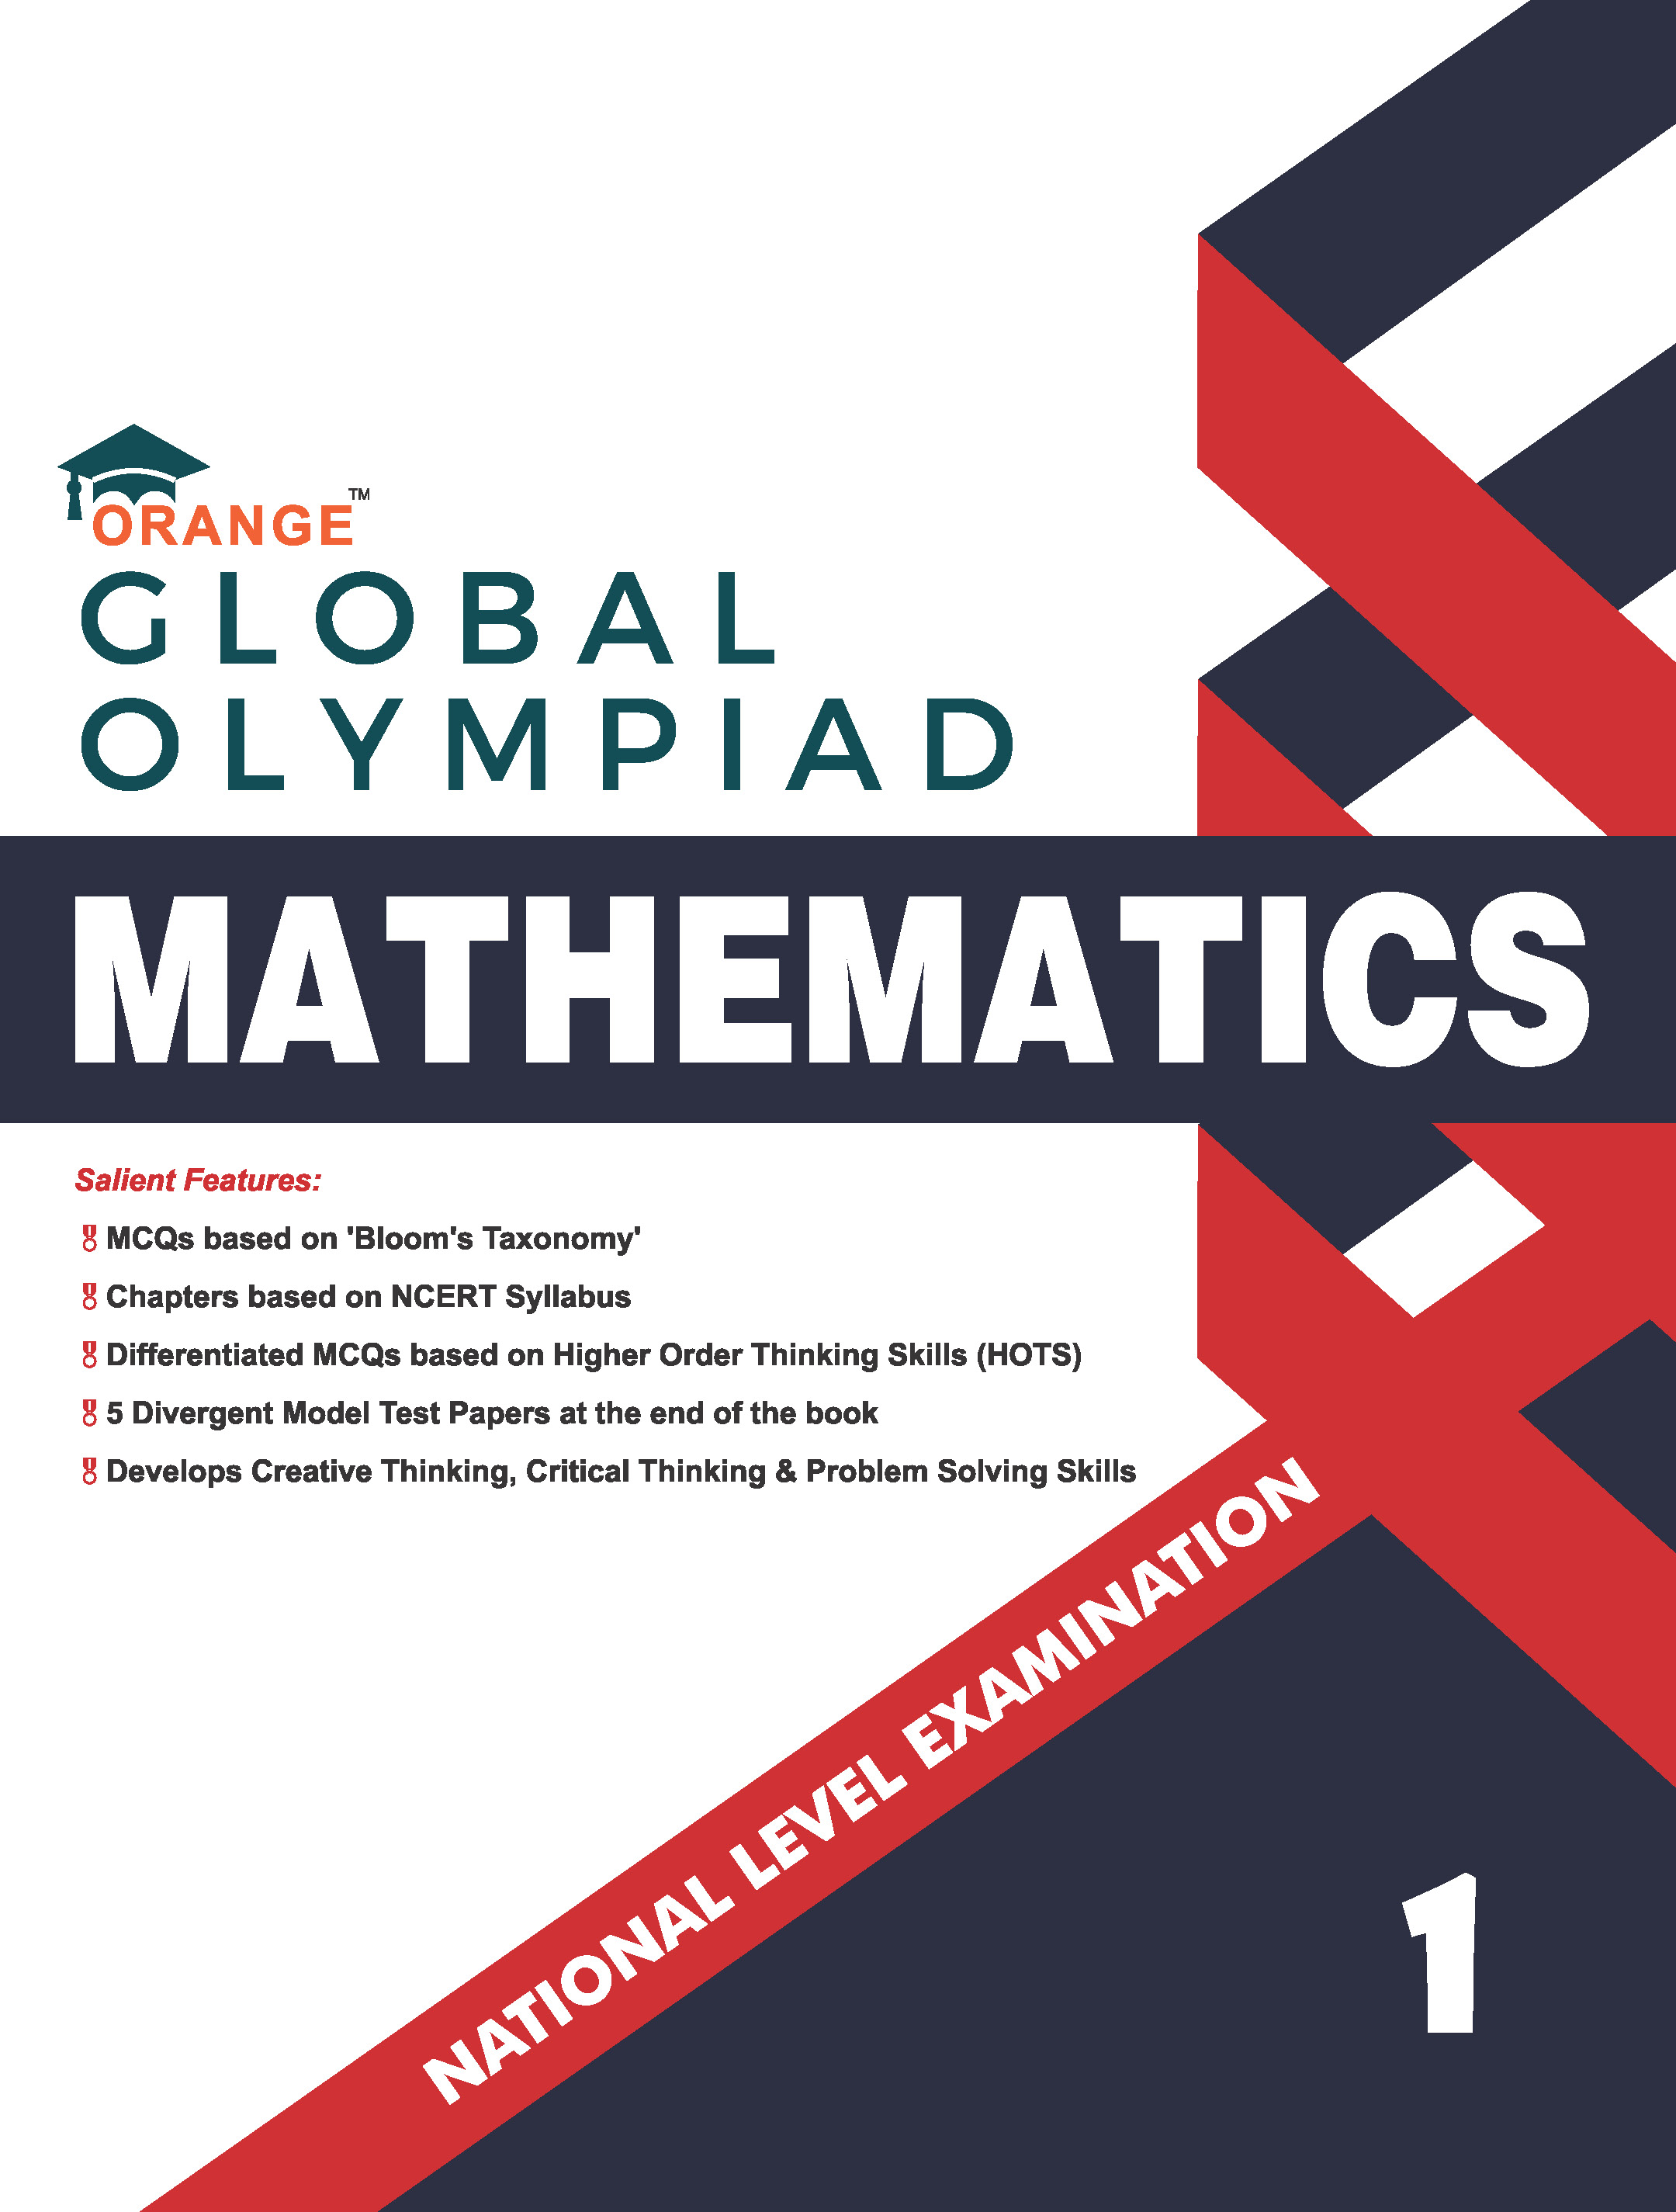 ORANGE™
GLOBAL
OLYMPIAD
MATHEMATICS
Salient Features:
MCQs based on 'Bloom's Taxonomy'
Chapters based on NCERT Syllabus
Differentiated MCQs based on Higher Order Thinking Skills (HOTS)
5 Divergent Model Test Papers at the end of the book
Develops Creative Thinking, Critical Thinking & Problem Solving Skills
NATIONAL LEVEL EXAMINATION
1